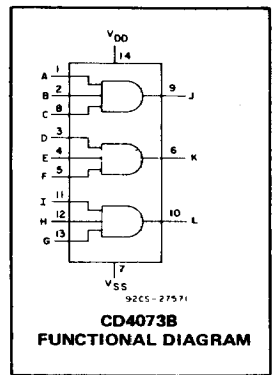 VDD
14
A 1
B 2
C 8
9 J
D 3
E 4
F 5
6 K
I 11
H 12
G 13
10 L
7
VSS
92CS-27571
CD4073B
FUNCTIONAL DIAGRAM